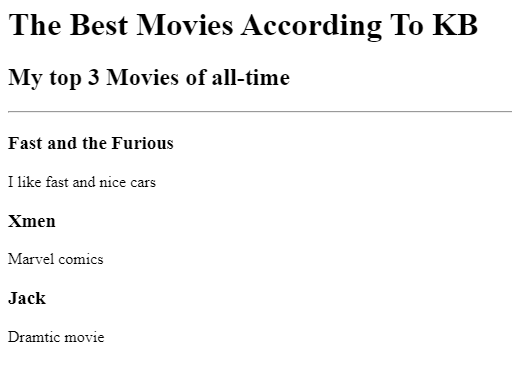 The Best Movies According To KB
My top 3 Movies of all-time
Fast and the Furious
I like fast and nice cars
Xmen
Marvel comics
Jack
Dramtic movie